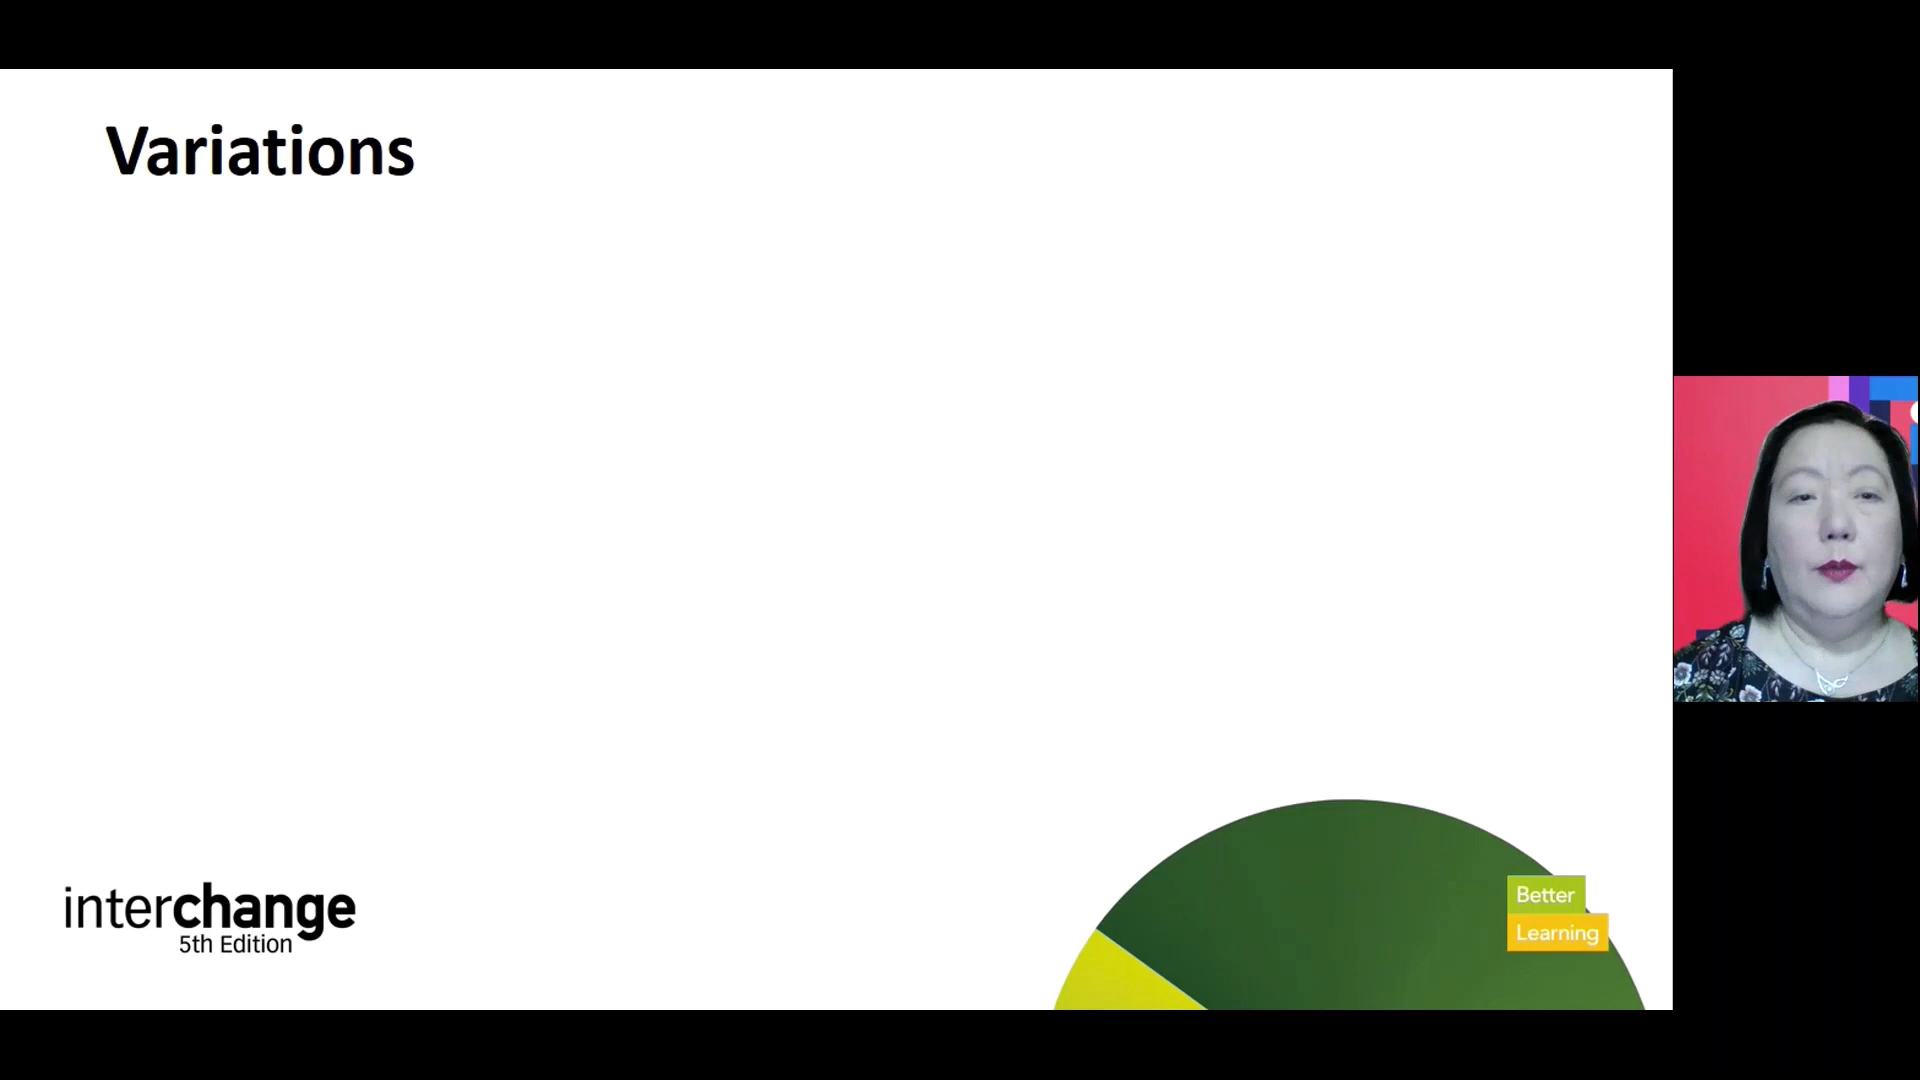 Variations
interchange
5th Edition
Better
Learning